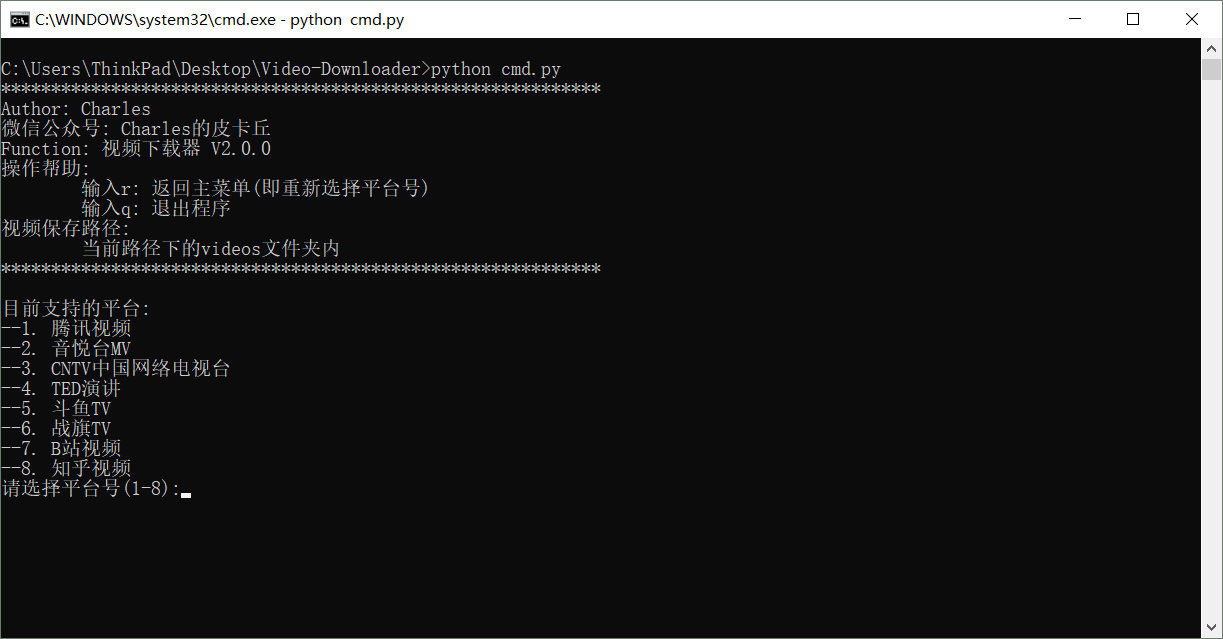 C:\WINDOWS\system32\cmd.exe - python  cmd.py
C:\Users\ThinkPad\Desktop\Video-Downloader>python cmd.py
************************************************************
Author: Charles
微信公众号: Charles的皮卡丘
Function: 视频下载器 V2.0.0
操作帮助:
输入r: 返回主菜单(即重新选择平台号)
输入q: 退出程序
视频保存路径:
当前路径下的videos文件夹内
************************************************************
目前支持的平台:
--1. 腾讯视频
--2. 音悦台MV
--3. CNTV中国网络电视台
--4. TED演讲
--5. 斗鱼TV
--6. 战旗TV
--7. B站视频
--8. 知乎视频
请选择平台号(1-8):